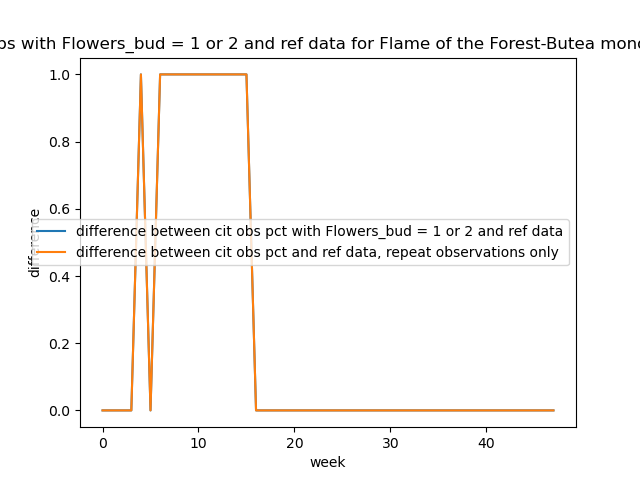 bs with Flowers_bud = 1 or 2 and ref data for Flame of the Forest-Butea mono
1.0
0.8
0.6
0.4
0.2
0.0
difference
difference between cit obs pct with Flowers_bud = 1 or 2 and ref data
difference between cit obs pct and ref data, repeat observations only
0 10 20 30 40
week